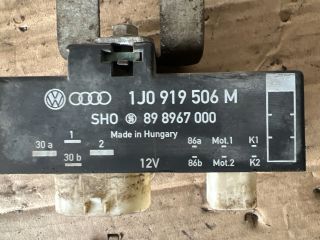 1J0 919 506 M
SHO 89 8967 000
Made in Hungary
1
30 a 2
30 b
12V
86a Mot.1 K1
86b Mot.2 K2